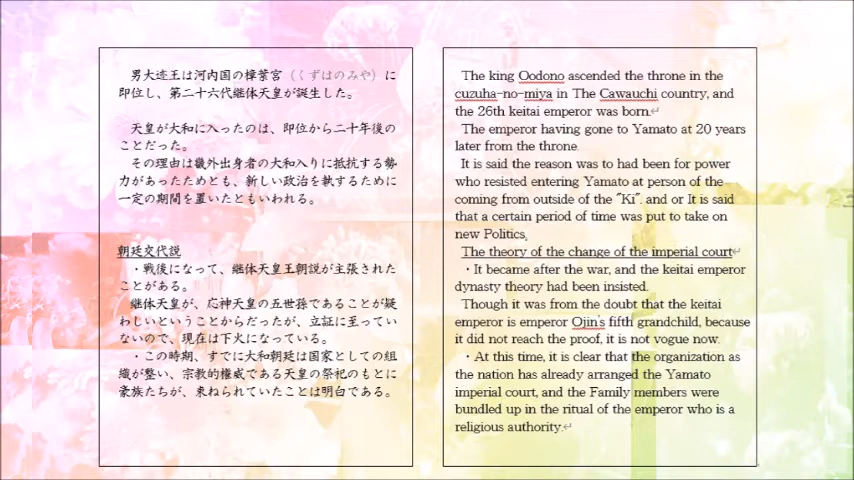 男大迹王は河内国の樟葉宮（くずはのみや）に
即位し、第二十六代継体天皇が誕生した。
天皇が大和に入ったのは、即位から二十年後の
ことだった。
その理由は畿外出身者の大和入りに抵抗する勢
力があったためとも、新しい政治を執するために
一定の期間を置いたともいわれる。
朝廷交代説
・戦後になって、継体天皇王朝説が主張された
ことがある。
継体天皇が、応神天皇の五世孫であることが疑
わしいということからだったが、立証に至ってい
ないので、現在は下火になっている。
・この時期、すでに大和朝廷は国家としての組
織が整い、宗教的権威である天皇の祭祀のもとに
豪族たちが、束ねられていたことは明白である。
The king Oodono ascended the throne in the
cuzuha-no-miya in The Cawauchi country, and
the 26th keitai emperor was born.
The emperor having gone to Yamato at 20 years
later from the throne.
It is said the reason was to had been for power
who resisted entering Yamato at person of the
coming from outside of the "Ki". and or It is said
that a certain period of time was put to take on
new Politics.
The theory of the change of the imperial court
・It became after the war, and the keitai emperor
dynasty theory had been insisted.
Though it was from the doubt that the keitai
emperor is emperor Ojin's fifth grandchild, because
it did not reach the proof, it is not vogue now.
・At this time, it is clear that the organization as
the nation has already arranged the Yamato
imperial court, and the Family members were
bundled up in the ritual of the emperor who is a
religious authority.